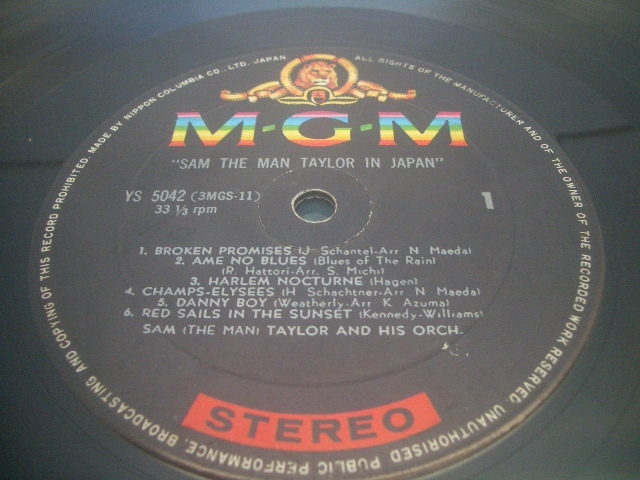 MADE BY NIPPON COLUMBIA CO., LTD. JAPAN ALL RIGHTS OF THE MANUFACTURER AND OF THE OWNER OF THE RECORDED WORK RESERVED. UNAUTHORISED PUBLIC PERFORMANCE, BROADCASTING AND COPYING OF THIS RECORD PROHIBITED.
M-G-M
"SAM THE MAN TAYLOR IN JAPAN"
YS 5042 (3MGS-11)
33 1/3 rpm
1
1. BROKEN PROMISES (J Schantel-Arr N Maeda)
2. AME NO BLUES (Blues of The Rain)
(R. Hattori-Arr. S. Michi)
3. HARLEM NOCTURNE (Hagen)
4. CHAMPS-ELYSEES (H Schachtner-Arr N Maeda)
5. DANNY BOY (Weatherly-Arr K Azuma)
6. RED SAILS IN THE SUNSET (Kennedy-Williams)
SAM (THE MAN) TAYLOR AND HIS ORCH.
STEREO